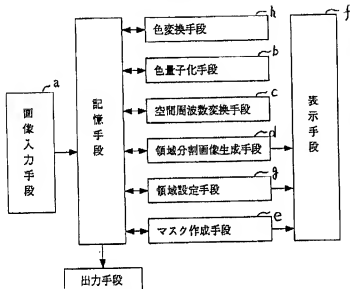 h
色変換手段
b
色量子化手段
c
空間周波数変換手段
d
領域分割画像生成手段
g
領域設定手段
e
マスク作成手段
a
画像入力手段
記憶手段
f
表示手段
出力手段